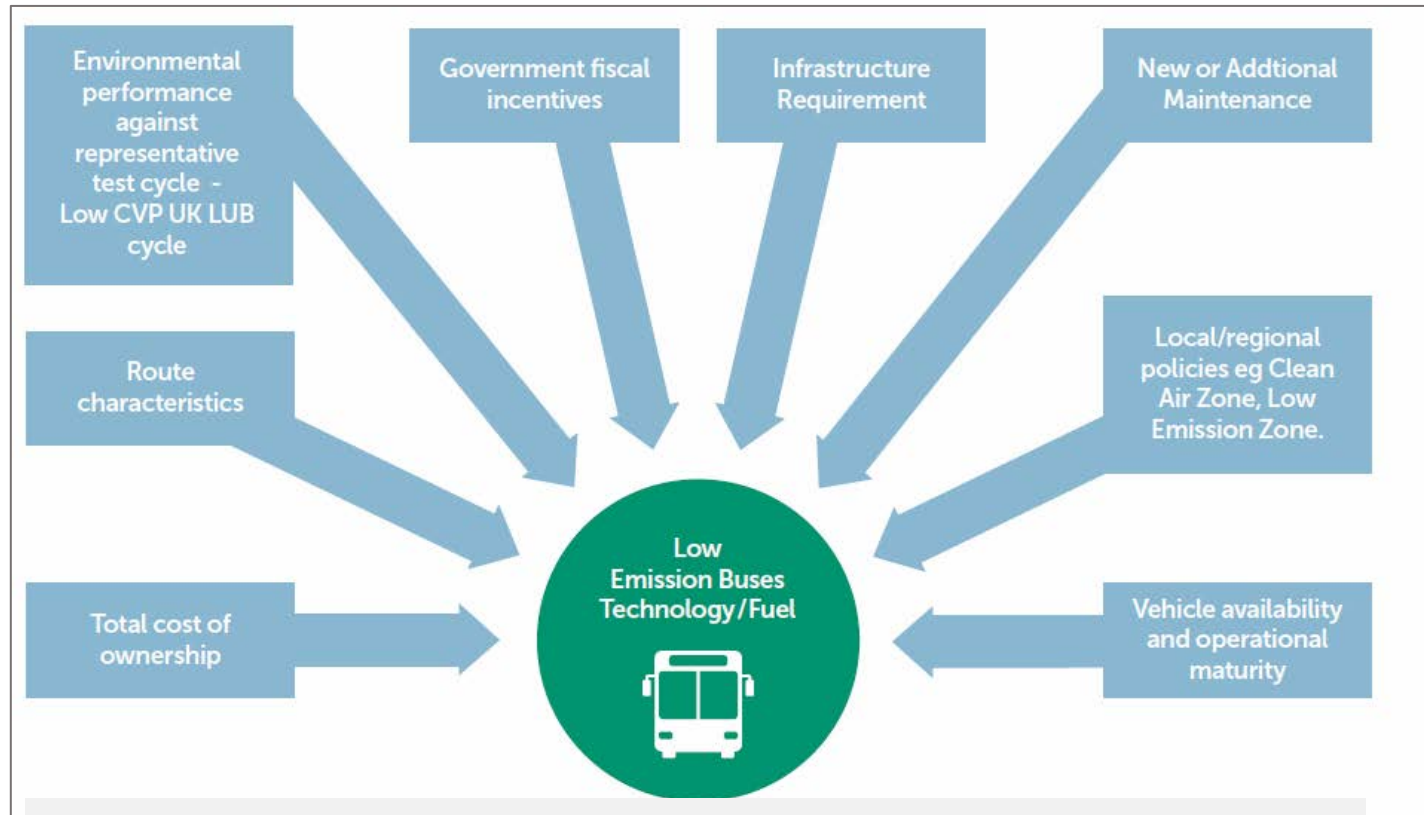 Environmental
performance
against
representative
test cycle -
Low CVP UK LUB
cycle
Government fiscal
incentives
Infrastructure
Requirement
New or Addtional
Maintenance
Route
characteristics
Local/regional
policies eg Clean
Air Zone, Low
Emission Zone.
Total cost of
ownership
Low
Emission Buses
Technology/Fuel
Vehicle availability
and operational
maturity